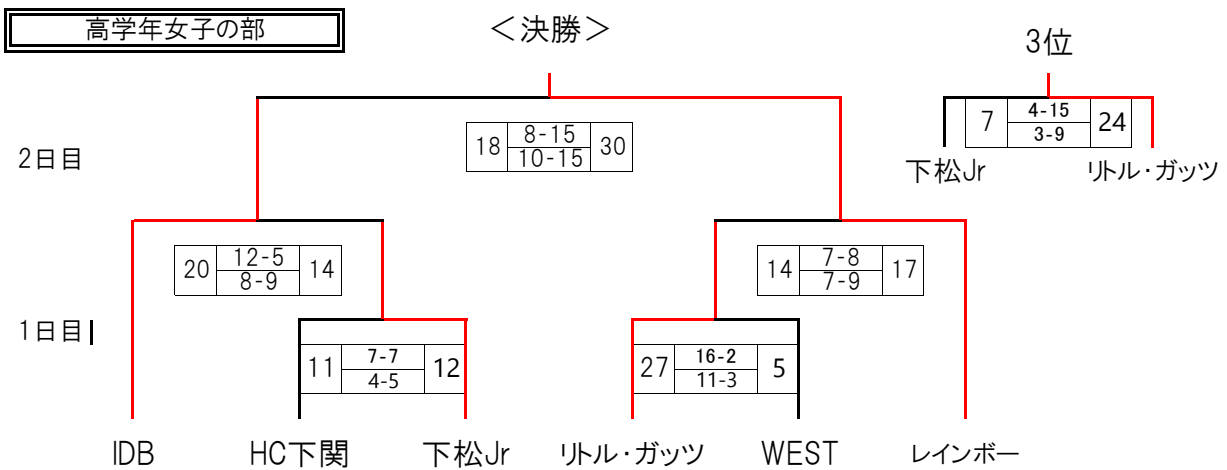 高学年女子の部
<決勝>
3位
7 4-15 24
3-9
下松Jr リトル・ガッツ
2日目
18 8-15 30
10-15
20 12-5 14
8-9
14 7-8 17
7-9
1日目
11 7-7 12
4-5
27 16-2 5
11-3
IDB HC下関 下松Jr リトル・ガッツ WEST レインボー